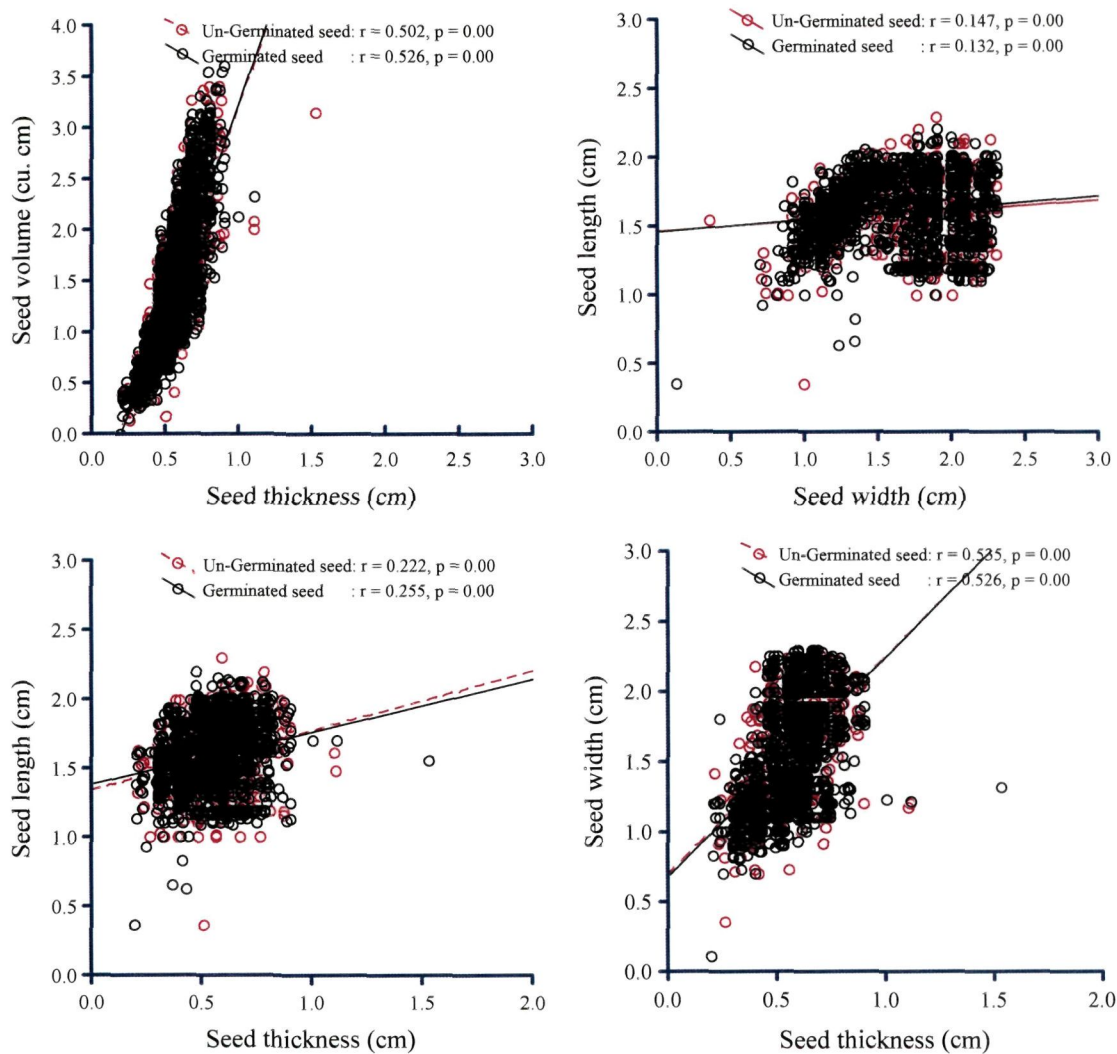 Un-Germinated seed: r = 0.502, p = 0.00
Germinated seed : r = 0.526, p = 0.00
4.0
3.5
3.0
2.5
2.0
1.5
1.0
0.5
0.0
Seed volume (cu. cm)
0.0 0.5 1.0 1.5 2.0 2.5 3.0
Seed thickness (cm)
Un-Germinated seed: r = 0.147, p = 0.00
Germinated seed : r = 0.132, p = 0.00
3.0
2.5
2.0
1.5
1.0
0.5
0.0
Seed length (cm)
0.0 0.5 1.0 1.5 2.0 2.5 3.0
Seed width (cm)
Un-Germinated seed: r = 0.222, p = 0.00
Germinated seed : r = 0.255, p = 0.00
3.0
2.5
2.0
1.5
1.0
0.5
0.0
Seed length (cm)
0.0 0.5 1.0 1.5 2.0
Seed thickness (cm)
Un-Germinated seed: r = 0.535, p = 0.00
Germinated seed : r = 0.526, p = 0.00
3.0
2.5
2.0
1.5
1.0
0.5
0.0
Seed width (cm)
0.0 0.5 1.0 1.5 2.0
Seed thickness (cm)